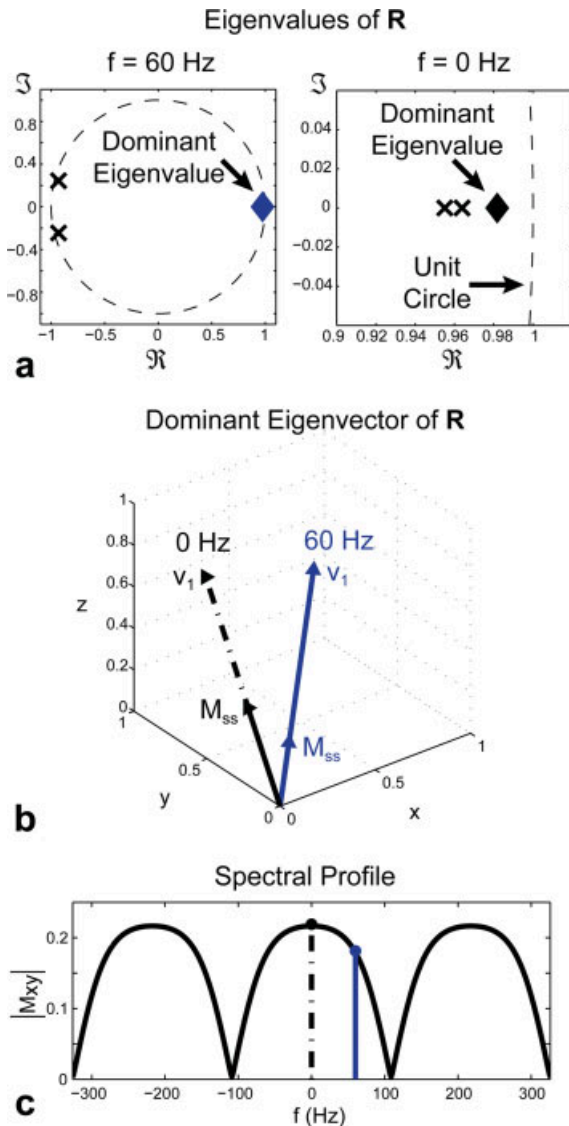 Eigenvalues of R
f = 60 Hz
f = 0 Hz
ℑ
ℑ
0.8
0.4
0
−0.4
−0.8
Dominant
Eigenvalue
−1 −0.5 0 0.5 1
ℜ
0.04
0.02
0
−0.02
−0.04
Dominant
Eigenvalue
Unit
Circle
0.9 0.92 0.94 0.96 0.98 1
ℜ
a
Dominant Eigenvector of R
1
0.8
0.6
0.4
0.2
0
z
0 Hz
v1
60 Hz
v1
Mss
Mss
1
0.5
0
y
0
0.5
1
x
b
Spectral Profile
|Mxy|
0.2
0.1
0
−300 −200 −100 0 100 200 300
f (Hz)
c